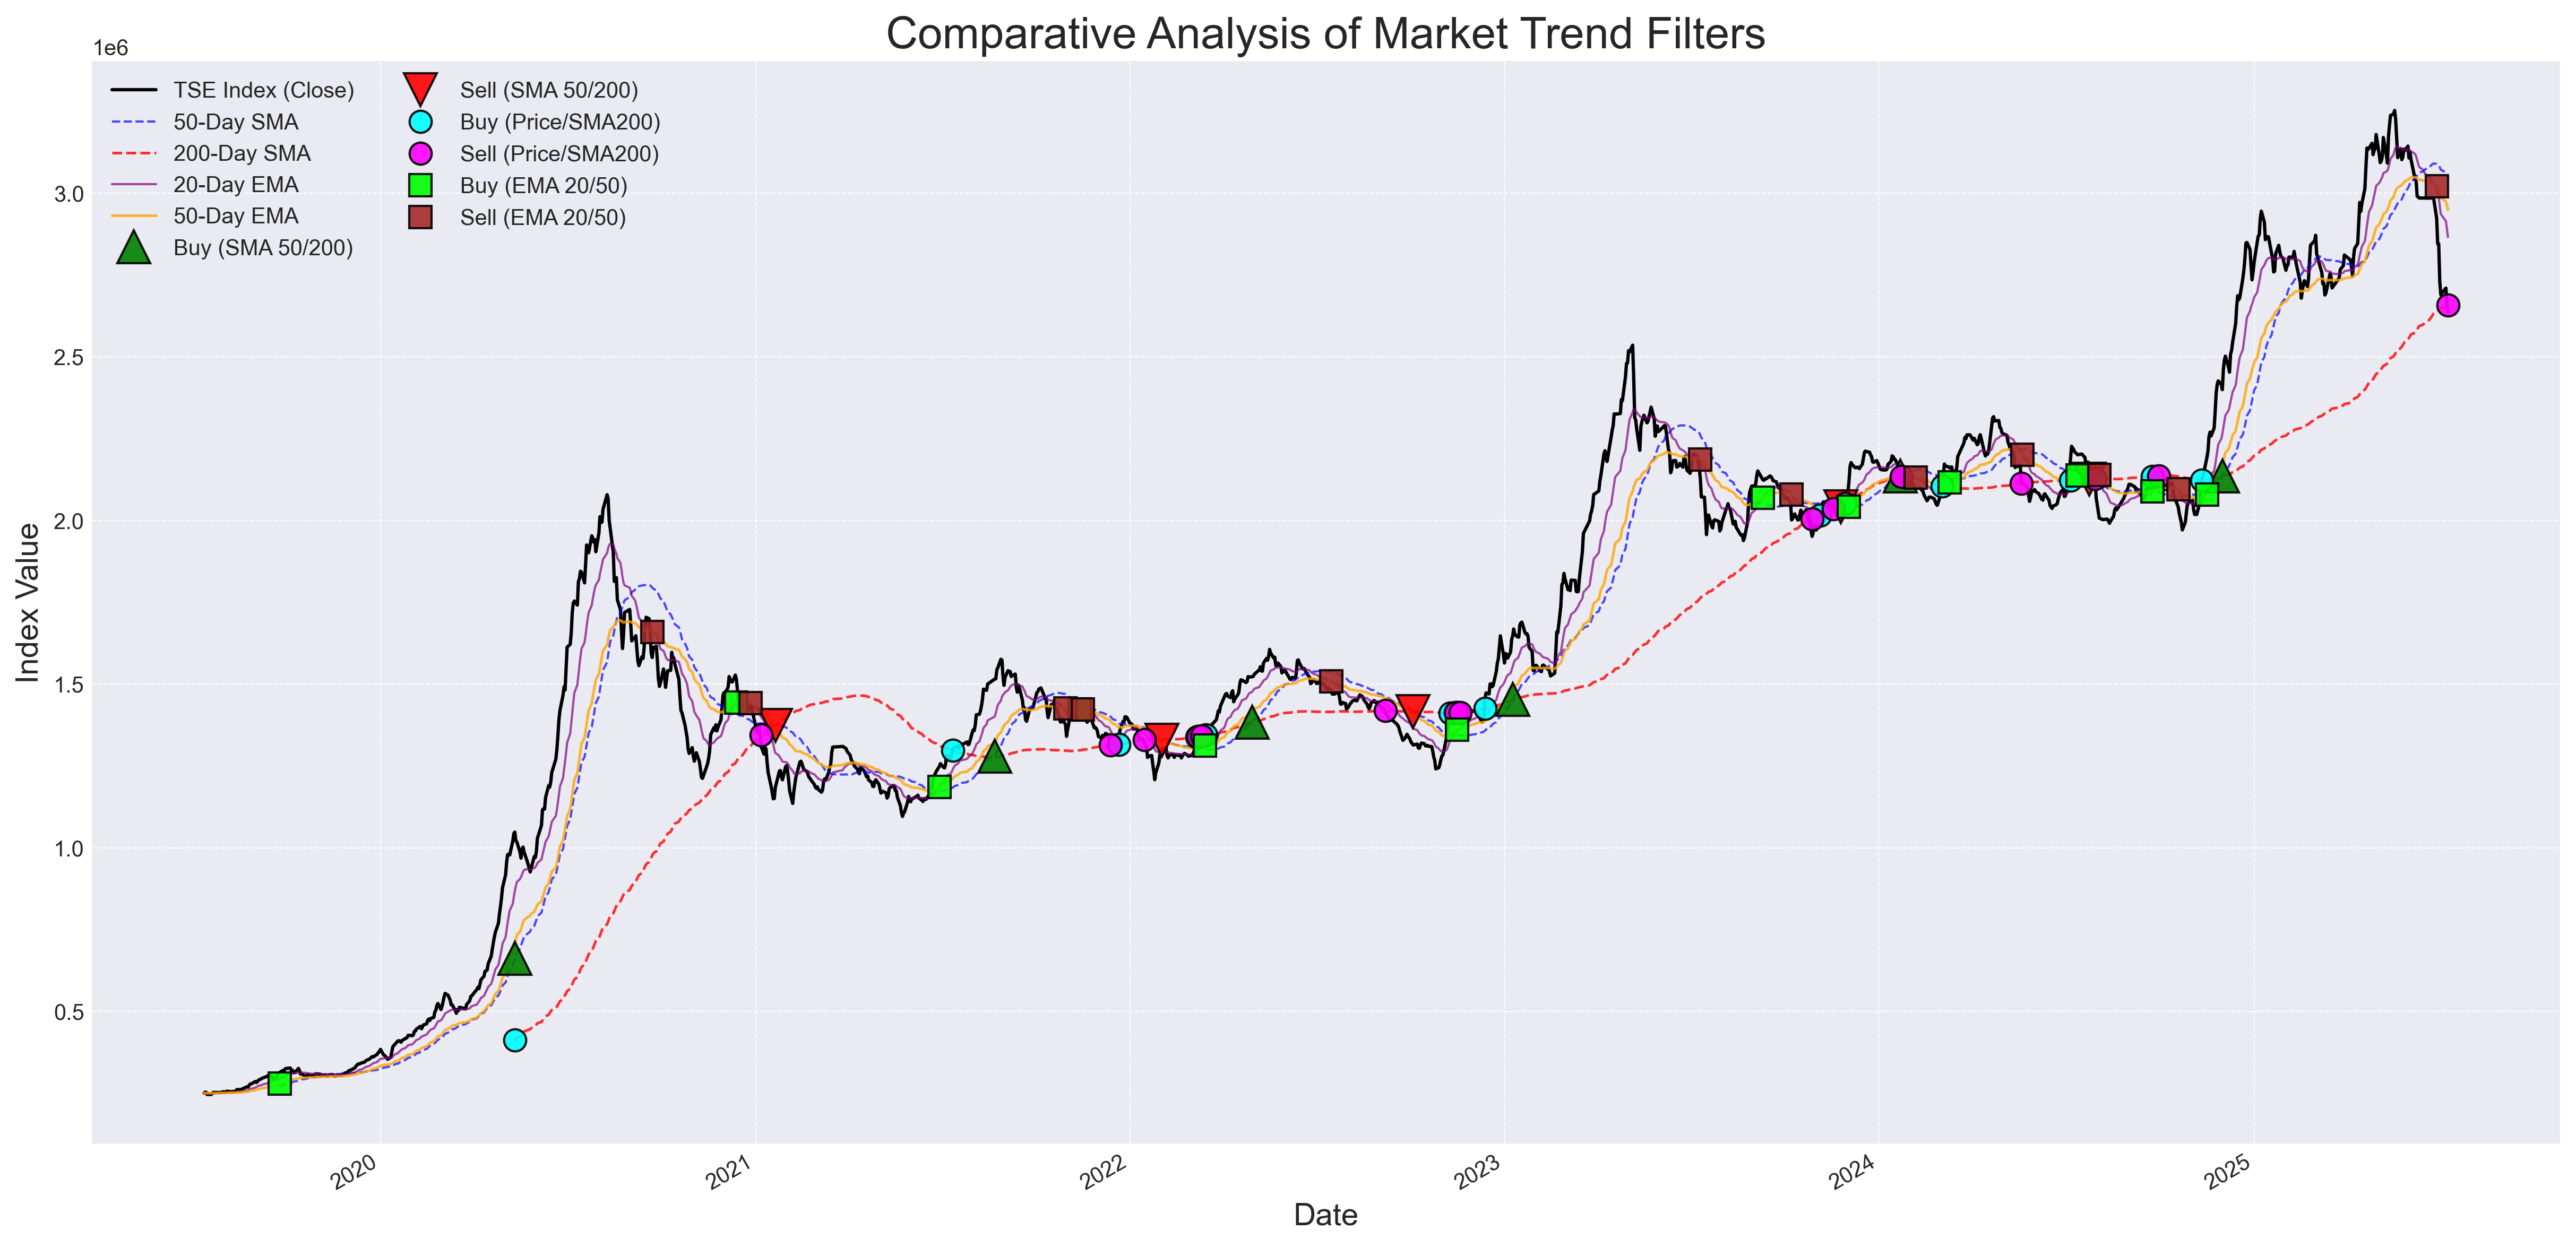 Comparative Analysis of Market Trend Filters
1e6
TSE Index (Close)
50-Day SMA
200-Day SMA
20-Day EMA
50-Day EMA
Buy (SMA 50/200)
Sell (SMA 50/200)
Buy (Price/SMA200)
Sell (Price/SMA200)
Buy (EMA 20/50)
Sell (EMA 20/50)
3.0
2.5
2.0
1.5
1.0
0.5
Index Value
2020
2021
2022
2023
2024
2025
Date